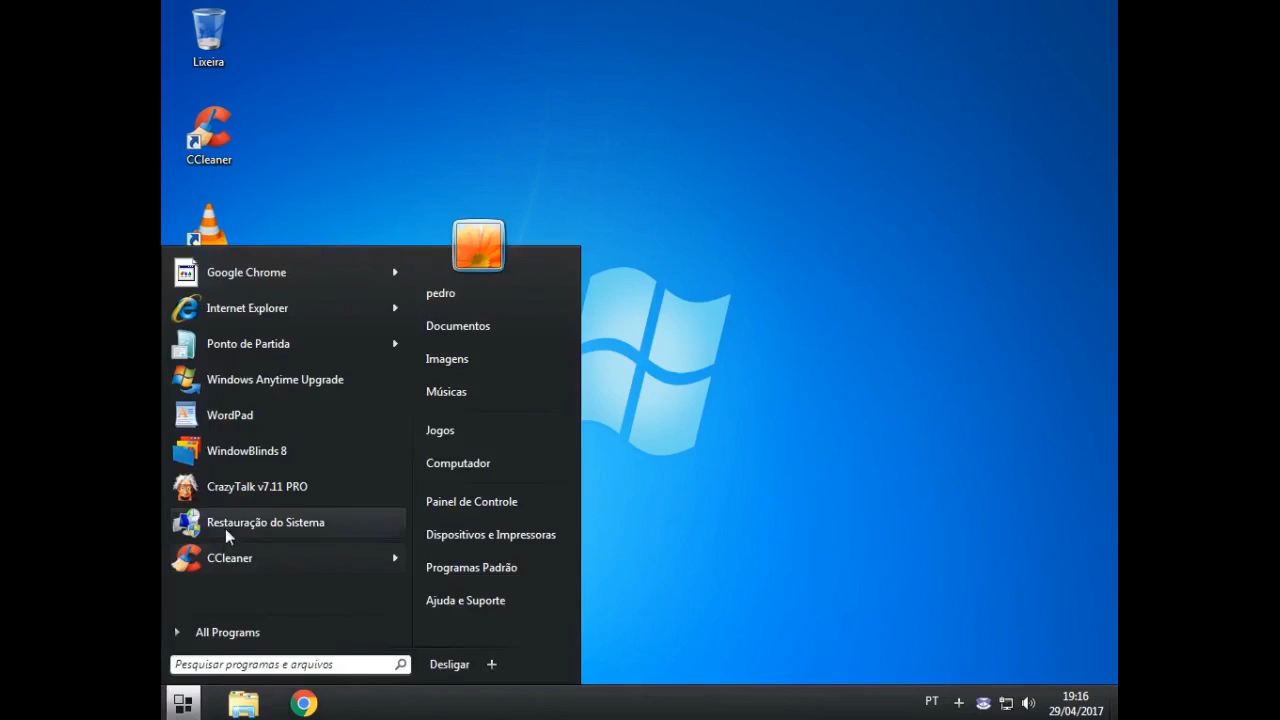 Lixeira
CCleaner
Google Chrome
Internet Explorer
Ponto de Partida
Windows Anytime Upgrade
WordPad
WindowBlinds 8
CrazyTalk v7.11 PRO
Restauração do Sistema
CCleaner
All Programs
Pesquisar programas e arquivos
pedro
Documentos
Imagens
Músicas
Jogos
Computador
Painel de Controle
Dispositivos e Impressoras
Programas Padrão
Ajuda e Suporte
Desligar
PT
19:16
29/04/2017